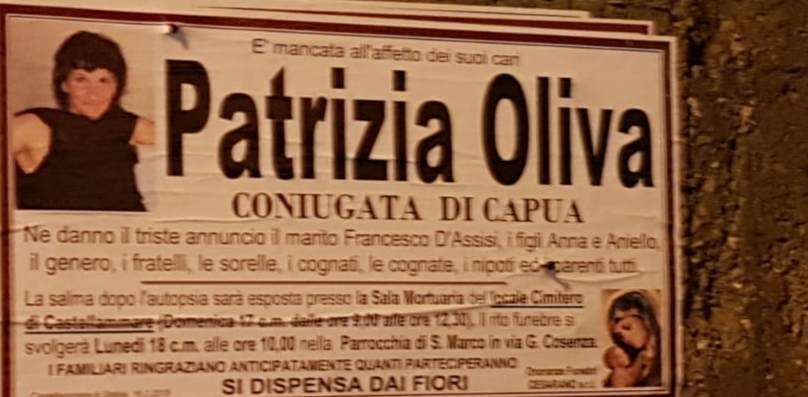 E' mancata all'affetto dei suoi cari
Patrizia Oliva
CONIUGATA DI CAPUA
Ne danno il triste annuncio il marito Francesco D'Assisi, i figli Anna e Aniello,
il genero, i fratelli, le sorelle, i cognati, le cognate, i nipoti ed parenti tutti.
La salma dopo l'autopsia sarà esposta presso la Sala Mortuaria del locale Cimitero
di Castellammare (Domenica 17 c.m. dalle ore 9,00 alle ore 12,30). Il rito funebre si
svolgerà Lunedì 18 c.m. alle ore 10,00 nella Parrocchia di S. Marco in via G. Cosenza.
I FAMILIARI RINGRAZIANO ANTICIPATAMENTE QUANTI PARTECIPERANNO
SI DISPENSA DAI FIORI
Onoranze Funebri
CESARANO s.r.l.